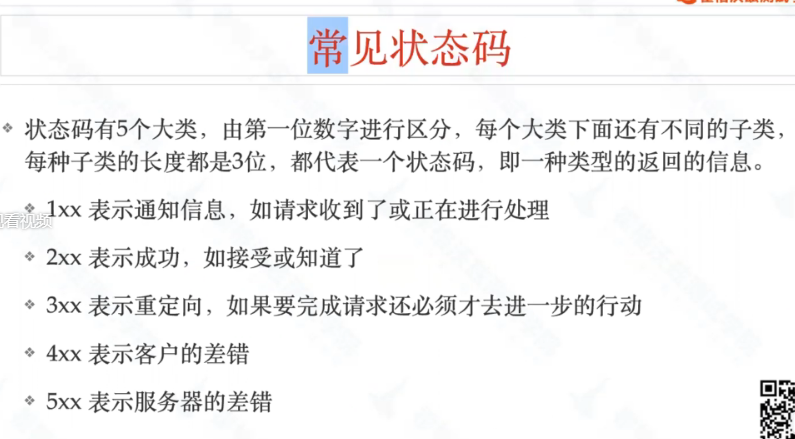 常见状态码
❖ 状态码有5个大类，由第一位数字进行区分，每个大类下面还有不同的子类，
每种子类的长度都是3位，都代表一个状态码，即一种类型的返回的信息。
❖ 1xx 表示通知信息，如请求收到了或正在进行处理
看视频
❖ 2xx 表示成功，如接受或知道了
❖ 3xx 表示重定向，如果要完成请求还必须才去进一步的行动
❖ 4xx 表示客户的差错
❖ 5xx 表示服务器的差错